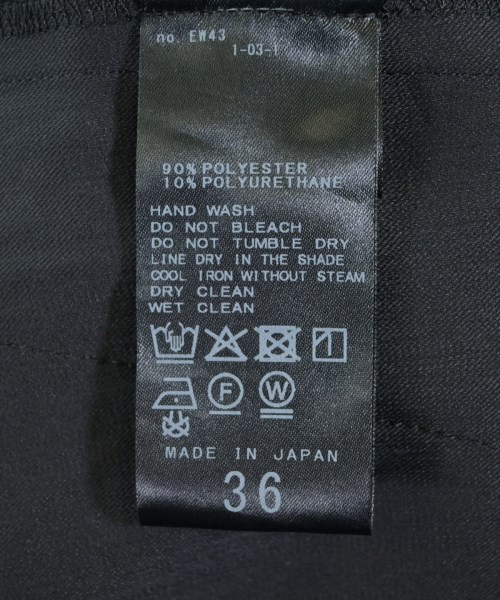 no. EW43
1-03-1
90% POLYESTER
10% POLYURETHANE
HAND WASH
DO NOT BLEACH
DO NOT TUMBLE DRY
LINE DRY IN THE SHADE
COOL IRON WITHOUT STEAM
DRY CLEAN
WET CLEAN
F W
MADE IN JAPAN
36